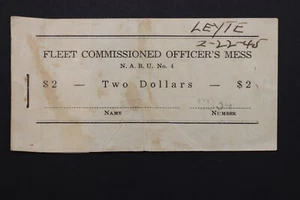 LEYTE
2-22-45
FLEET COMMISSIONED OFFICER'S MESS
N. A. B. U. No. 4
$2 — Two Dollars — $2
NAME NUMBER